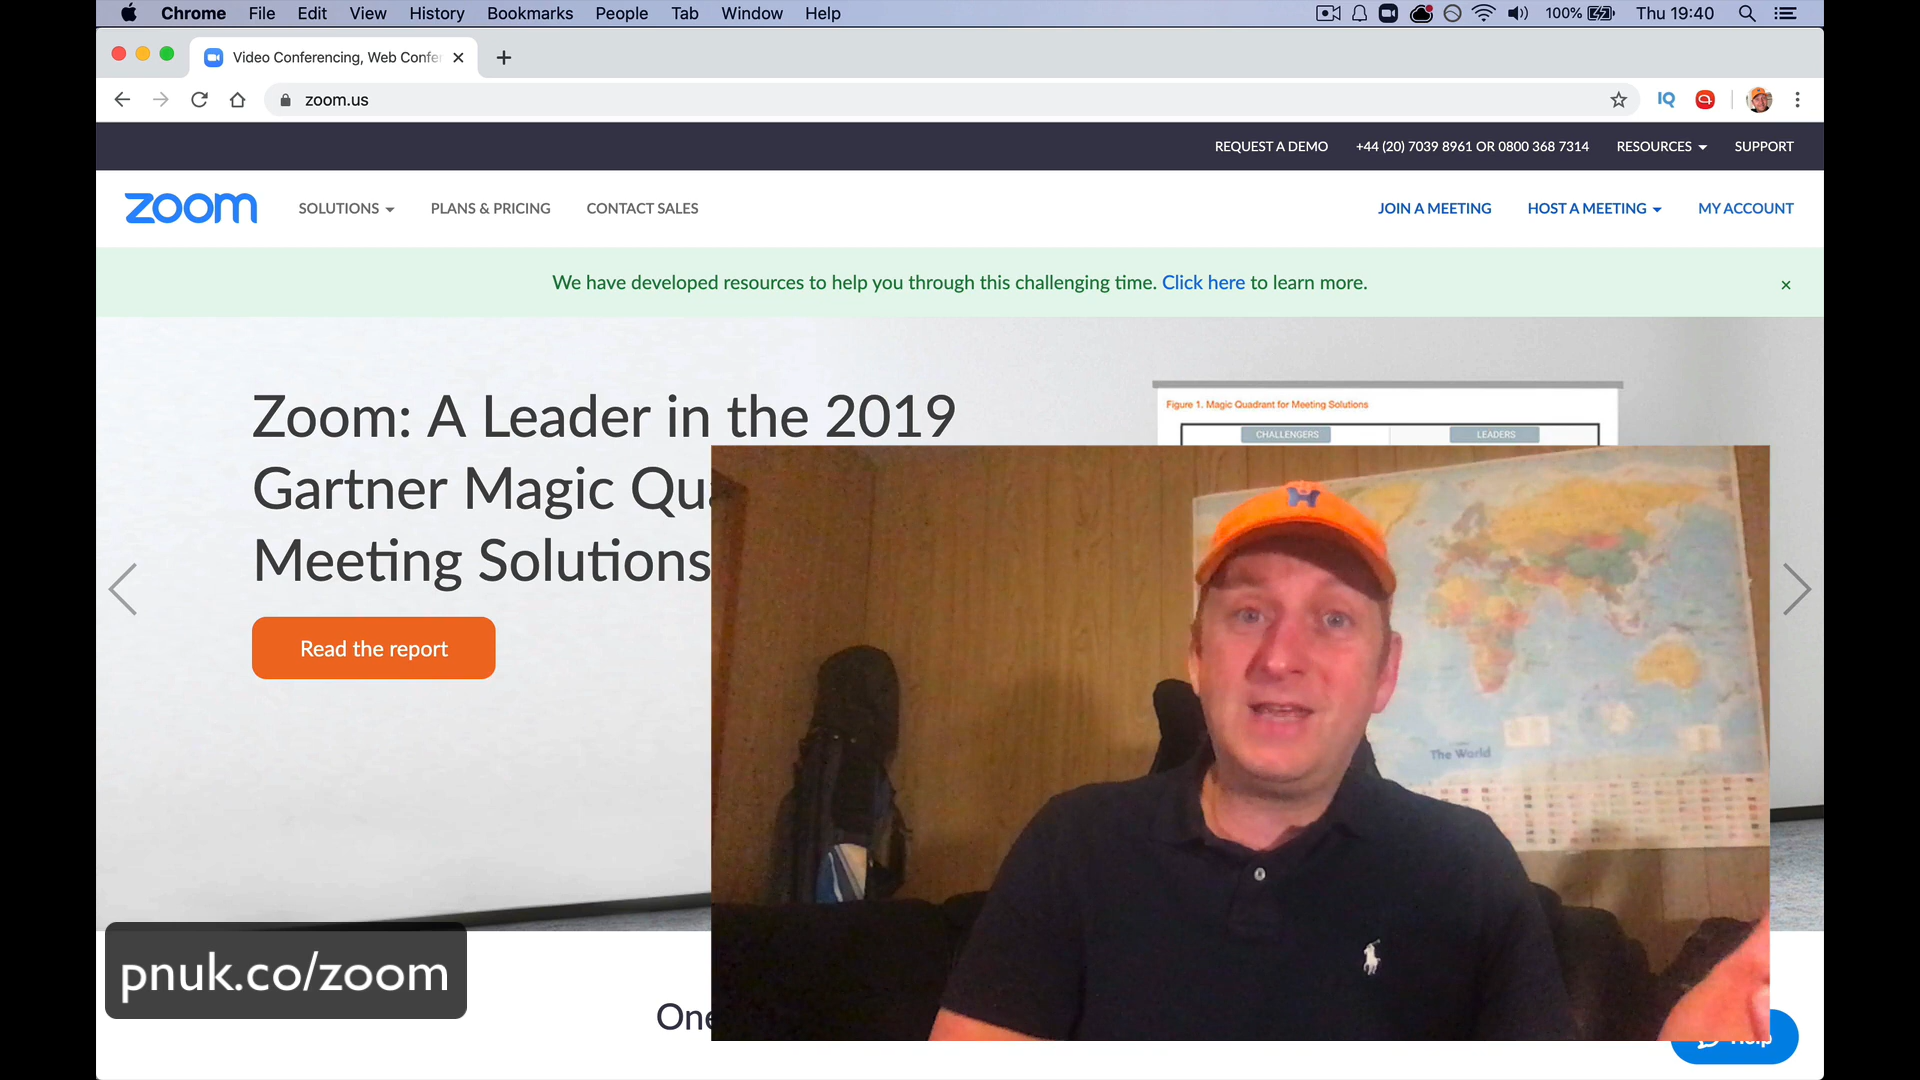 Chrome File Edit View History Bookmarks People Tab Window Help 100% Thu 19:40
Video Conferencing, Web Confer
zoom.us
IQ
REQUEST A DEMO +44 (20) 7039 8961 OR 0800 368 7314 RESOURCES SUPPORT
zoom SOLUTIONS PLANS & PRICING CONTACT SALES JOIN A MEETING HOST A MEETING MY ACCOUNT
We have developed resources to help you through this challenging time. Click here to learn more.
Zoom: A Leader in the 2019
Gartner Magic Qu
Meeting Solutions
Read the report
Figure 1. Magic Quadrant for Meeting Solutions
CHALLENGERS LEADERS
H
The World
pnuk.co/zoom
One
Help